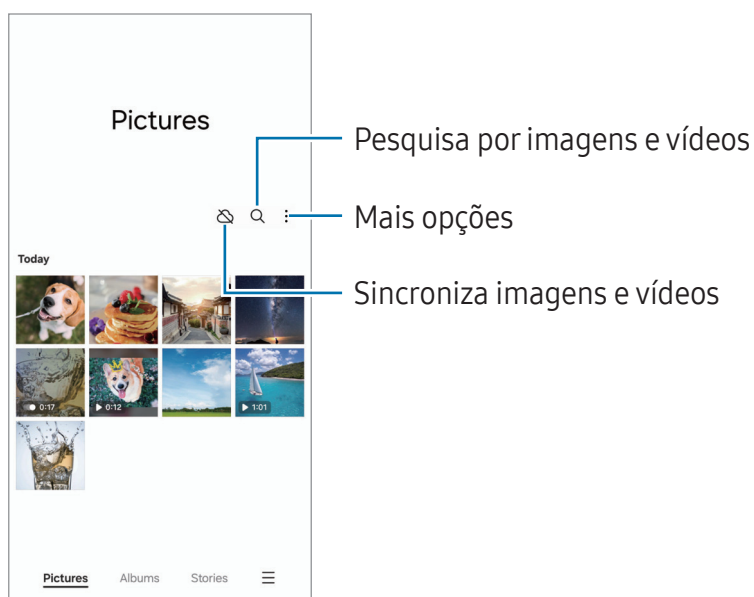 Pictures
Pesquisa por imagens e vídeos
Mais opções
Sincroniza imagens e vídeos
Today
0:17
0:12
1:01
Pictures Albums Stories